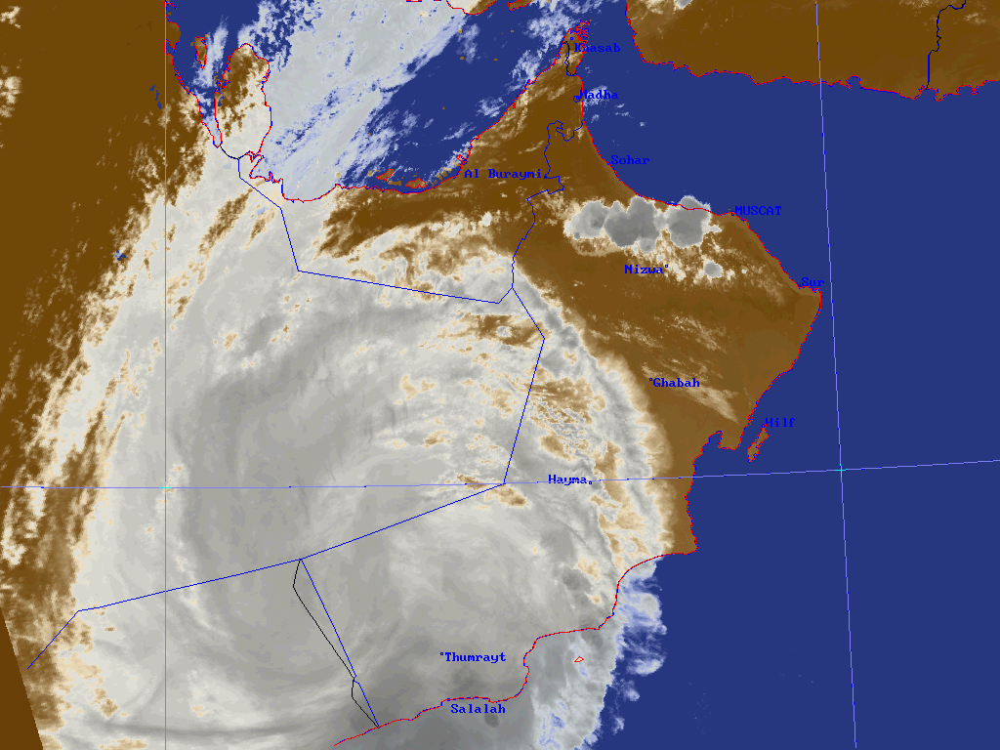 Khasab
Madha
Sohar
Al Buraymi
MUSCAT
Nizwa
Sur
Ghabah
Hilf
Hayma
Thumrayt
Salalah